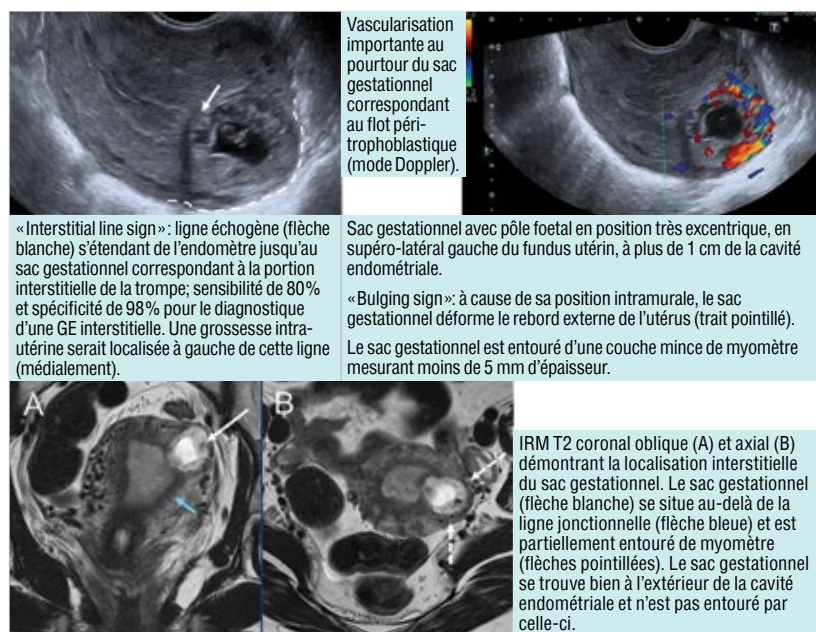 Vascularisation
importante au
pourtour du sac
gestationnel
correspondant
au flot péri-
trophoblastique
(mode Doppler).
«Interstitial line sign»: ligne échogène (flèche
blanche) s’étendant de l’endomètre jusqu’au
sac gestationnel correspondant à la portion
interstitielle de la trompe; sensibilité de 80%
et spécificité de 98% pour le diagnostique
d’une GE interstitielle. Une grossesse intra-
utérine serait localisée à gauche de cette ligne
(médialement).
Sac gestationnel avec pôle foetal en position très excentrique, en
supéro-latéral gauche du fundus utérin, à plus de 1 cm de la cavité
endométriale.
«Bulging sign»: à cause de sa position intramurale, le sac
gestationnel déforme le rebord externe de l’utérus (trait pointillé).
Le sac gestationnel est entouré d’une couche mince de myomètre
mesurant moins de 5 mm d’épaisseur.
A
B
IRM T2 coronal oblique (A) et axial (B)
démontrant la localisation interstitielle
du sac gestationnel. Le sac gestationnel
(flèche blanche) se situe au-delà de la
ligne jonctionnelle (flèche bleue) et est
partiellement entouré de myomètre
(flèches pointillées). Le sac gestationnel
se trouve bien à l’extérieur de la cavité
endométriale et n’est pas entouré par
celle-ci.